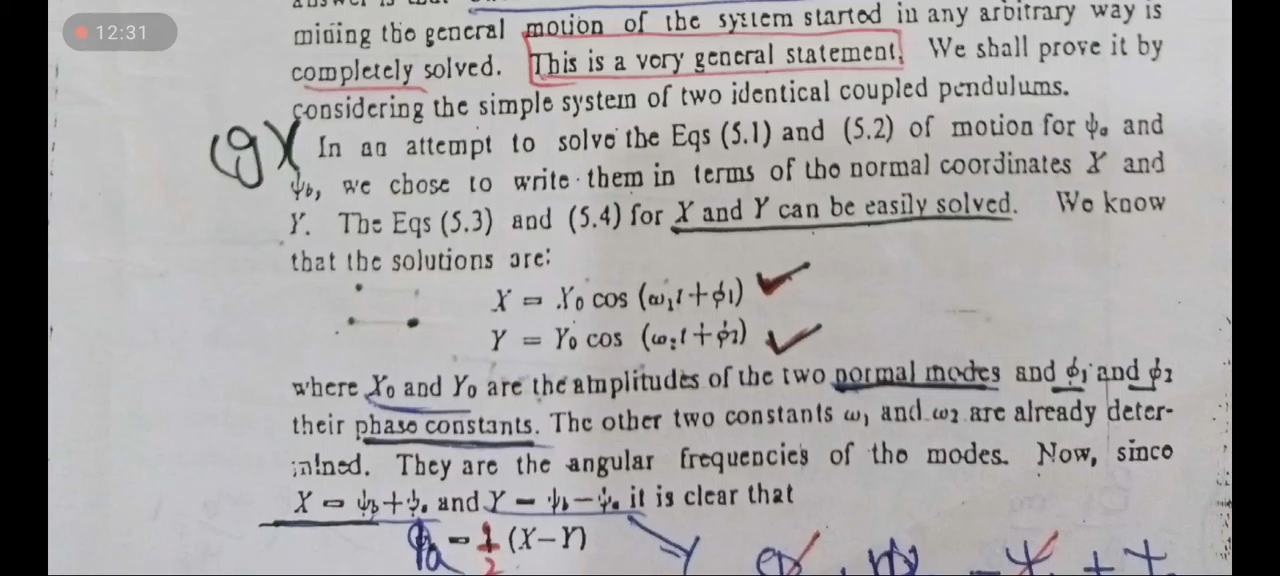 12:31
answer is that
mining the general motion of the system started in any arbitrary way is
completely solved. This is a very general statement. We shall prove it by
considering the simple system of two identical coupled pendulums.
In an attempt to solve the Eqs (5.1) and (5.2) of motion for ψₐ and
ψb, we chose to write them in terms of the normal coordinates X and
Y. The Eqs (5.3) and (5.4) for X and Y can be easily solved. We know
that the solutions are:
X = X₀ cos (ω₁t+ϕ₁)
Y = Y₀ cos (ω₂t+ϕ₂)
where X₀ and Y₀ are the amplitudes of the two normal modes and ϕ₁ and ϕ₂
their phase constants. The other two constants ω₁ and ω₂ are already deter-
mined. They are the angular frequencies of the modes. Now, since
X = ψb+ψₐ and Y = ψb−ψₐ it is clear that
ψₐ = ½ (X−Y)